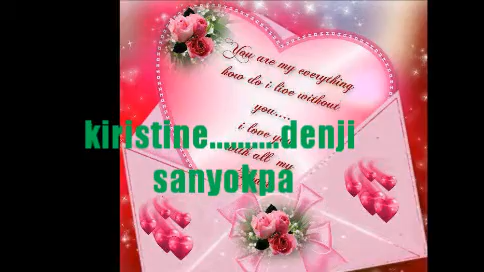 You are my everything
how do i live without
you....
i love you
with all my
kiristine..........denji
sanyokpa